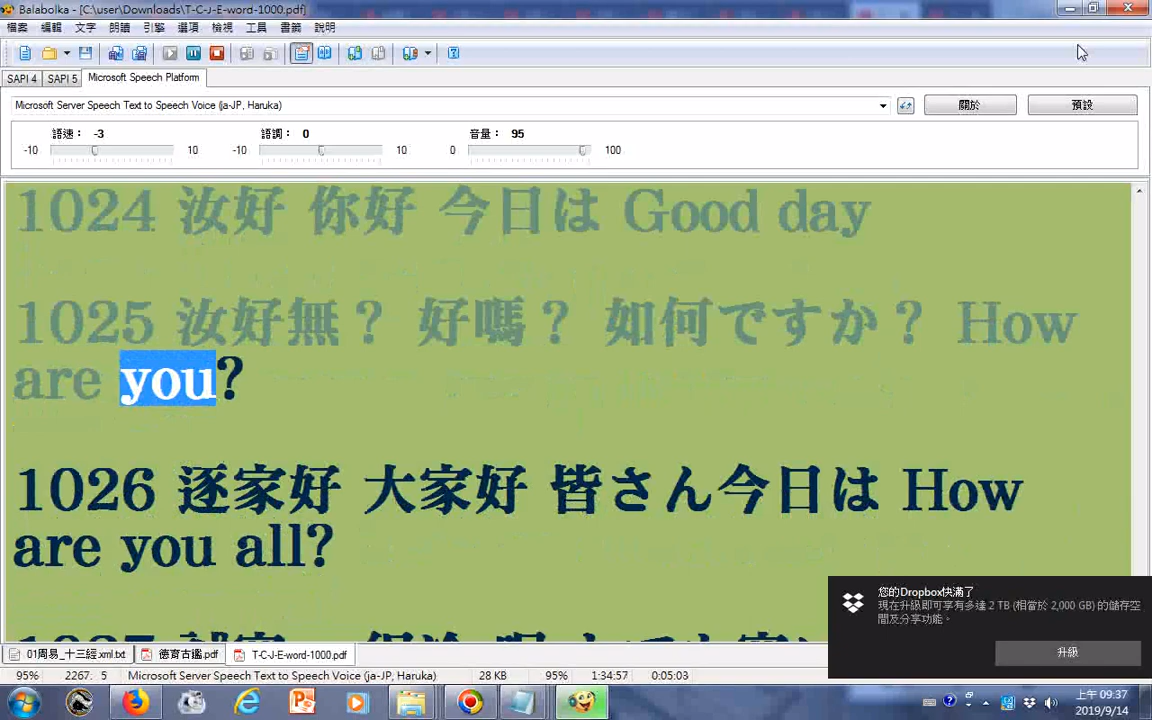 Balabolka - [C:\user\Downloads\T-C-J-E-word-1000.pdf]
檔案 編輯 文字 朗讀 引擎 選項 檢視 工具 書籤 說明
SAPI 4 SAPI 5 Microsoft Speech Platform
Microsoft Server Speech Text to Speech Voice (ja-JP, Haruka)
關於 預設
語速： -3 語調： 0 音量： 95
-10 10 -10 10 0 100
1024 汝好 你好 今日は Good day
1025 汝好無？ 好嗎？ 如何ですか？ How
are you?
1026 逐家好 大家好 皆さん今日は How
are you all?
您的Dropbox快滿了
現在升級即可享有多達 2 TB (相當於 2,000 GB) 的儲存空
間及分享功能。
升級
01周易_十三經.xml.txt 德育古鑑.pdf T-C-J-E-word-1000.pdf
95% 2267. 5 Microsoft Server Speech Text to Speech Voice (ja-JP, Haruka) 28 KB 95% 1:34:57 0:05:03
上午 09:37
2019/9/14